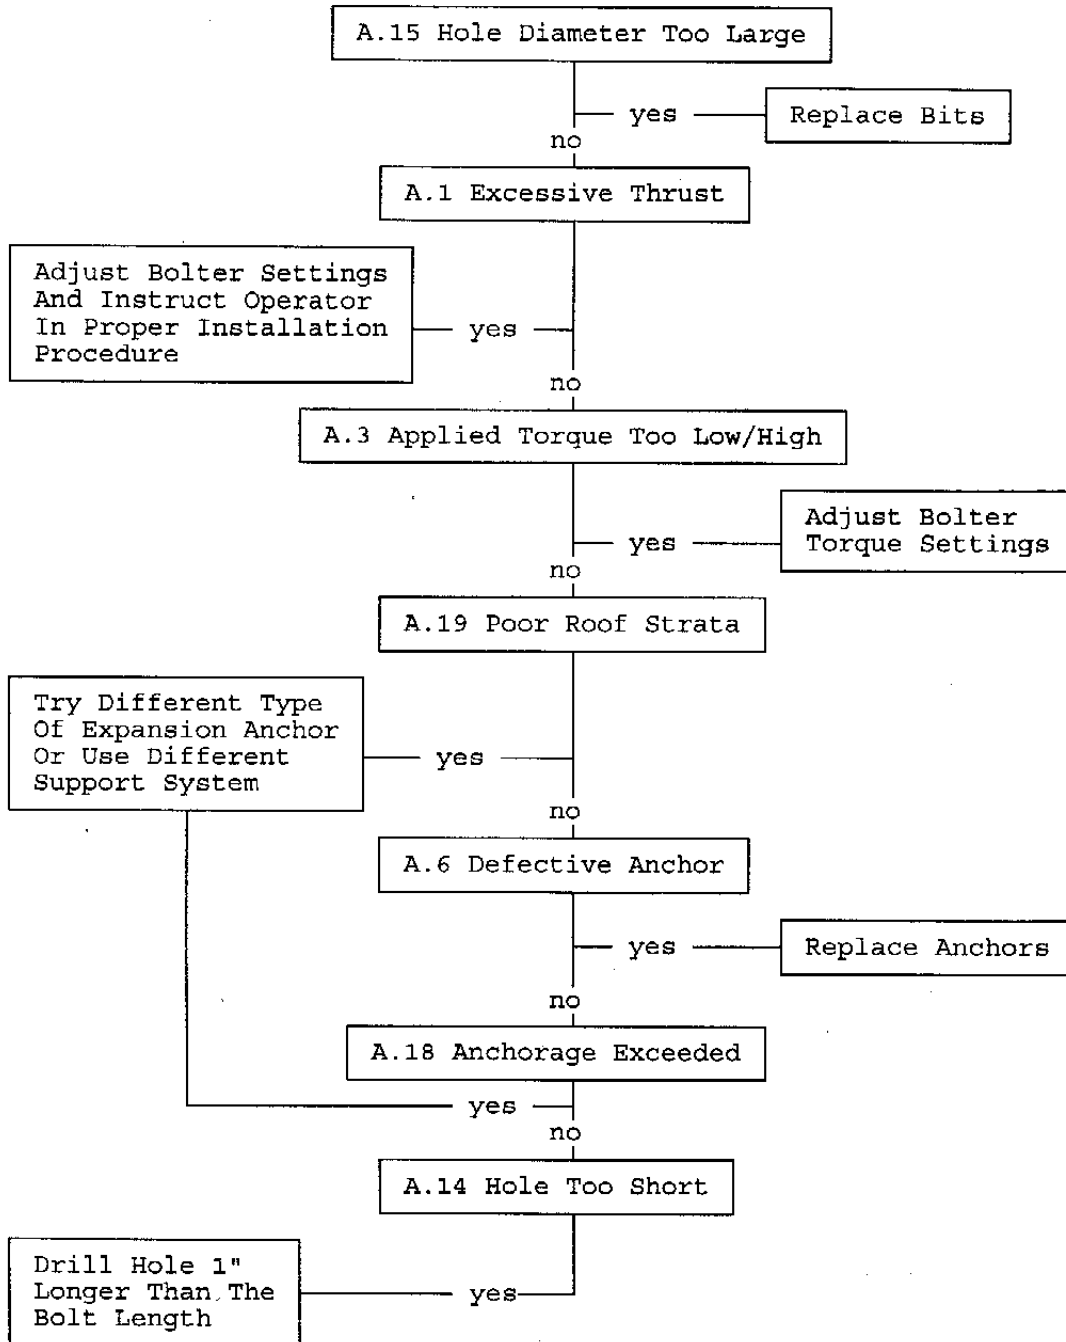 A.15 Hole Diameter Too Large
yes
Replace Bits
no
A.1 Excessive Thrust
Adjust Bolter Settings
And Instruct Operator
In Proper Installation
Procedure
yes
no
A.3 Applied Torque Too Low/High
yes
Adjust Bolter
Torque Settings
no
A.19 Poor Roof Strata
Try Different Type
Of Expansion Anchor
Or Use Different
Support System
yes
no
A.6 Defective Anchor
yes
Replace Anchors
no
A.18 Anchorage Exceeded
yes
no
A.14 Hole Too Short
Drill Hole 1"
Longer Than The
Bolt Length
yes